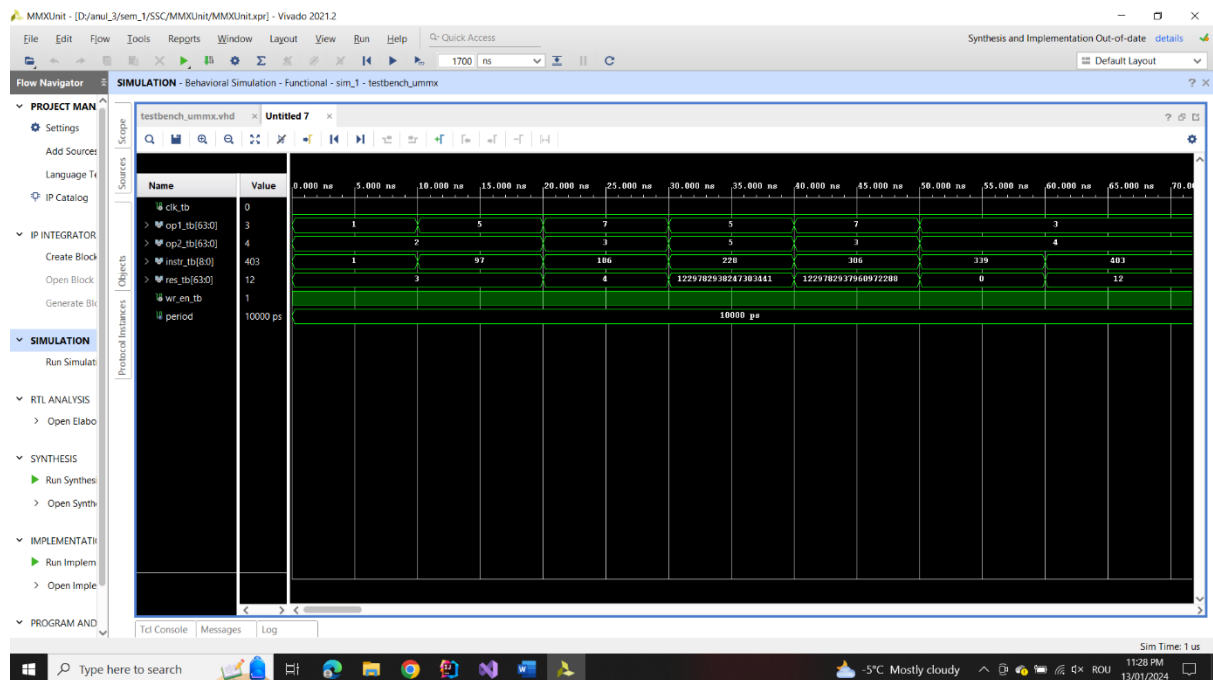 MMXUnit - [D:/anul_3/sem_1/SSC/MMXUnit/MMXUnit.xpr] - Vivado 2021.2
File Edit Flow Tools Reports Window Layout View Run Help Quick Access
Synthesis and Implementation Out-of-date details
1700 ns
Default Layout
Flow Navigator
SIMULATION - Behavioral Simulation - Functional - sim_1 - testbench_ummx
PROJECT MAN
Settings
Add Sources
Language Te
IP Catalog
IP INTEGRATOR
Create Block
Open Block
Generate Blo
SIMULATION
Run Simulati
RTL ANALYSIS
Open Elabo
SYNTHESIS
Run Synthes
Open Synth
IMPLEMENTATI
Run Implem
Open Imple
PROGRAM AND
Scope
Sources
Objects
Protocol Instances
testbench_ummx.vhd Untitled 7
Name Value 0.000 ns 5.000 ns 10.000 ns 15.000 ns 20.000 ns 25.000 ns 30.000 ns 35.000 ns 40.000 ns 45.000 ns 50.000 ns 55.000 ns 60.000 ns 65.000 ns 70.0
clk_tb 0
op1_tb[63:0] 3 1 5 7 5 7 3
op2_tb[63:0] 4 2 3 5 3 4
instr_tb[8:0] 403 1 97 186 228 306 339 403
res_tb[63:0] 12 3 4 1229782938247303441 1229782937960972288 0 12
wr_en_tb 1
period 10000 ps 10000 ps
Tcl Console Messages Log
Sim Time: 1 us
Type here to search
-5°C Mostly cloudy
ROU
11:28 PM
13/01/2024